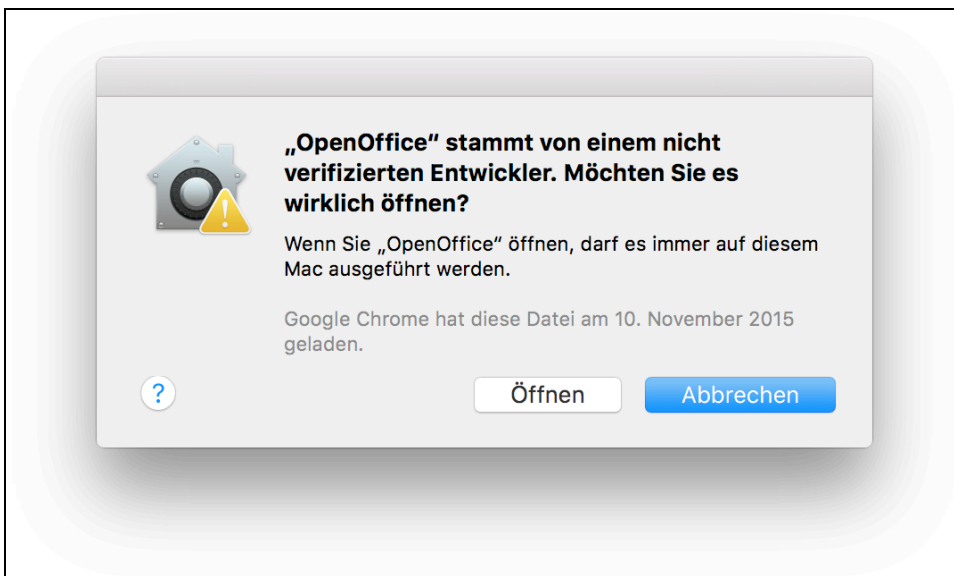 „OpenOffice“ stammt von einem nicht
verifizierten Entwickler. Möchten Sie es
wirklich öffnen?
Wenn Sie „OpenOffice“ öffnen, darf es immer auf diesem
Mac ausgeführt werden.
Google Chrome hat diese Datei am 10. November 2015
geladen.
?
Öffnen
Abbrechen